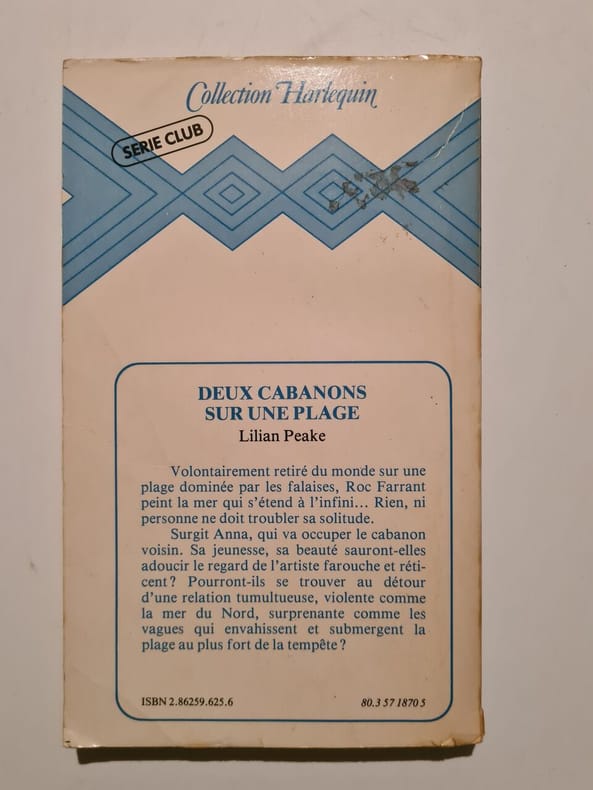 Collection Harlequin
SERIE CLUB
DEUX CABANONS
SUR UNE PLAGE
Lilian Peake
Volontairement retiré du monde sur une
plage dominée par les falaises, Roc Farrant
peint la mer qui s'étend à l'infini... Rien, ni
personne ne doit troubler sa solitude.
Surgit Anna, qui va occuper le cabanon
voisin. Sa jeunesse, sa beauté sauront-elles
adoucir le regard de l'artiste farouche et réti-
cent? Pourront-ils se trouver au détour
d'une relation tumultueuse, violente comme
la mer du Nord, surprenante comme les
vagues qui envahissent et submergent la
plage au plus fort de la tempête?
ISBN 2.86259.625.6 80.3 57 1870 5